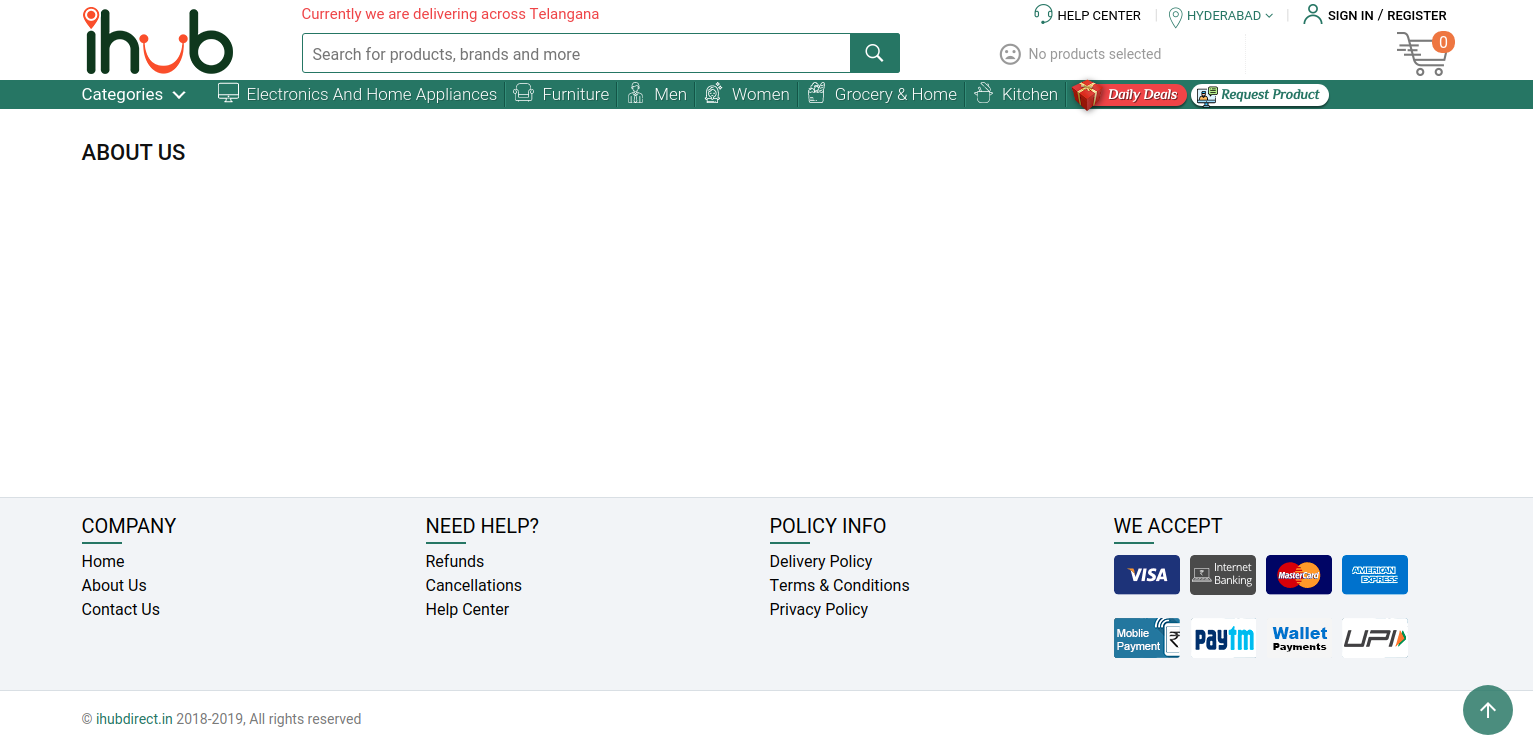 ihub
Currently we are delivering across Telangana
HELP CENTER
HYDERABAD
SIGN IN / REGISTER
Search for products, brands and more
No products selected
0
Categories
Electronics And Home Appliances
Furniture
Men
Women
Grocery & Home
Kitchen
Daily Deals
Request Product
ABOUT US
COMPANY
Home
About Us
Contact Us
NEED HELP?
Refunds
Cancellations
Help Center
POLICY INFO
Delivery Policy
Terms & Conditions
Privacy Policy
WE ACCEPT
VISA
Internet
Banking
MasterCard
AMERICAN
EXPRESS
Moblie
Payment
₹
paytm
Wallet
Payments
UPI
© ihubdirect.in 2018-2019, All rights reserved